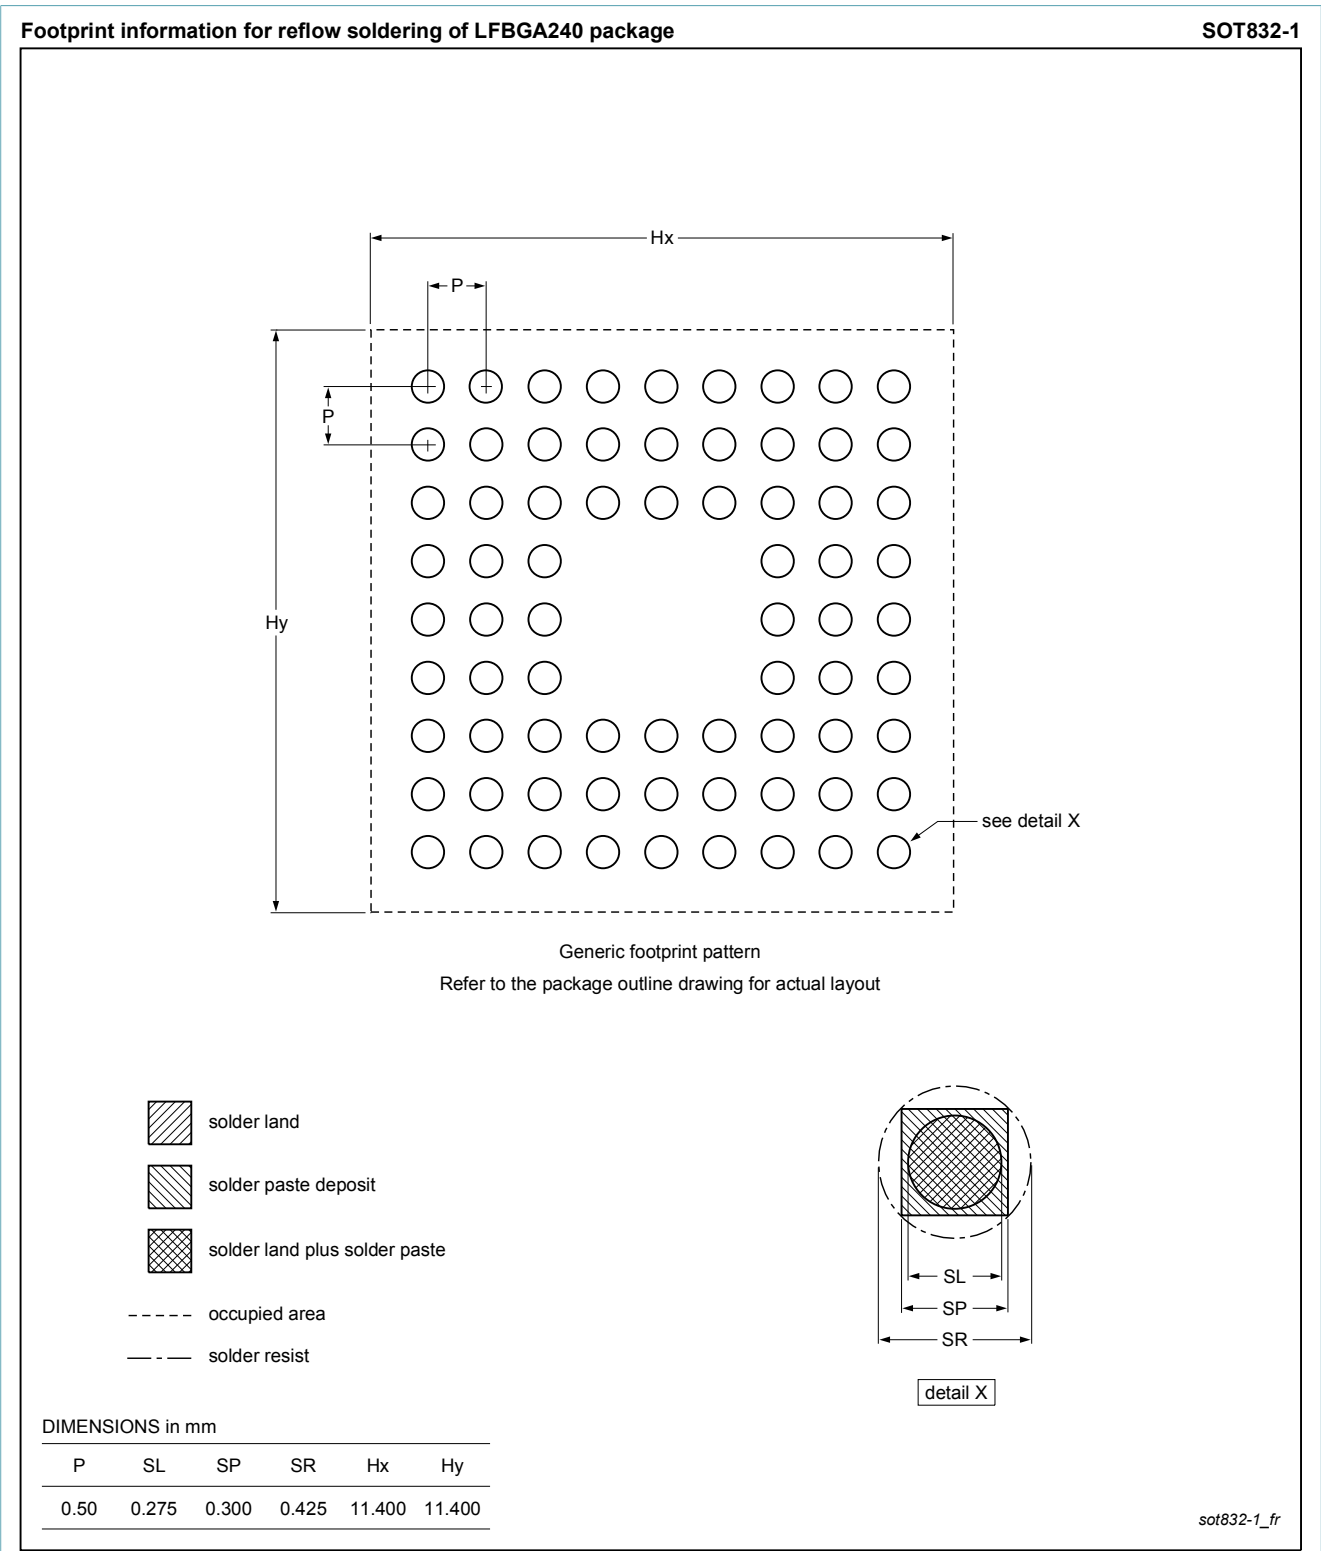 Footprint information for reflow soldering of LFBGA240 package SOT832-1
Hx
P
P
Hy
see detail X
Generic footprint pattern
Refer to the package outline drawing for actual layout
solder land
solder paste deposit
solder land plus solder paste
occupied area
solder resist
SL
SP
SR
detail X
DIMENSIONS in mm
P SL SP SR Hx Hy
0.50 0.275 0.300 0.425 11.400 11.400
sot832-1_fr